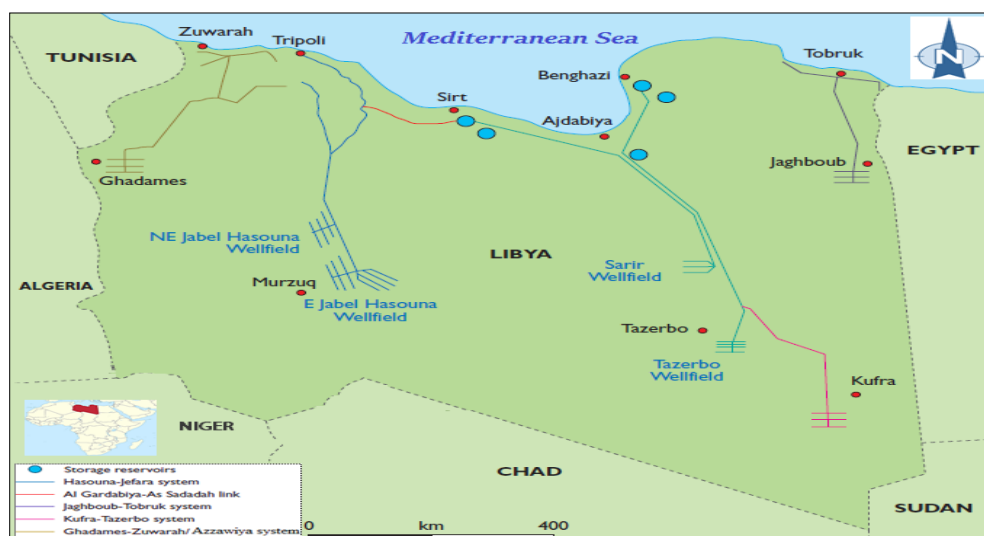 Zuwarah
Tripoli
Mediterranean Sea
N
TUNISIA
Tobruk
Benghazi
Sirt
Ajdabiya
EGYPT
Jaghboub
Ghadames
NE Jabel Hasouna
Wellfield
LIBYA
Sarir
Wellfield
ALGERIA
Murzuq
E Jabel Hasouna
Wellfield
Tazerbo
Tazerbo
Wellfield
Kufra
NIGER
CHAD
SUDAN
Storage reservoirs
Hasouna-Jefara system
Al Gardabiya-As Sadadah link
Jaghboub-Tobruk system
Kufra-Tazerbo system
Ghadames-Zuwarah/ Azzawiya system
0 km 400